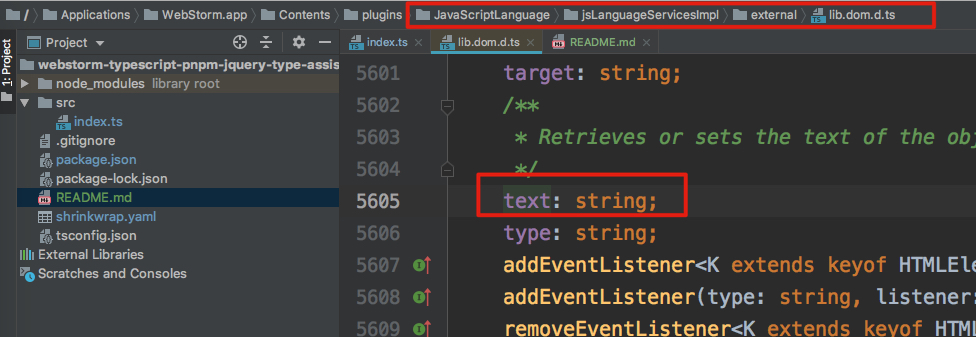 / Applications WebStorm.app Contents plugins JavaScriptLanguage jsLanguageServicesImpl external lib.dom.d.ts
1: Project
Project
index.ts lib.dom.d.ts README.md
webstorm-typescript-pnpm-jquery-type-assis
node_modules library root
src
index.ts
.gitignore
package.json
package-lock.json
README.md
shrinkwrap.yaml
tsconfig.json
External Libraries
Scratches and Consoles
5601 target: string;
5602 /**
5603 * Retrieves or sets the text of the obj
5604 */
5605 text: string;
5606 type: string;
5607 addEventListener<K extends keyof HTMLEle
5608 addEventListener(type: string, listener:
5609 removeEventListener<K extends keyof HTML